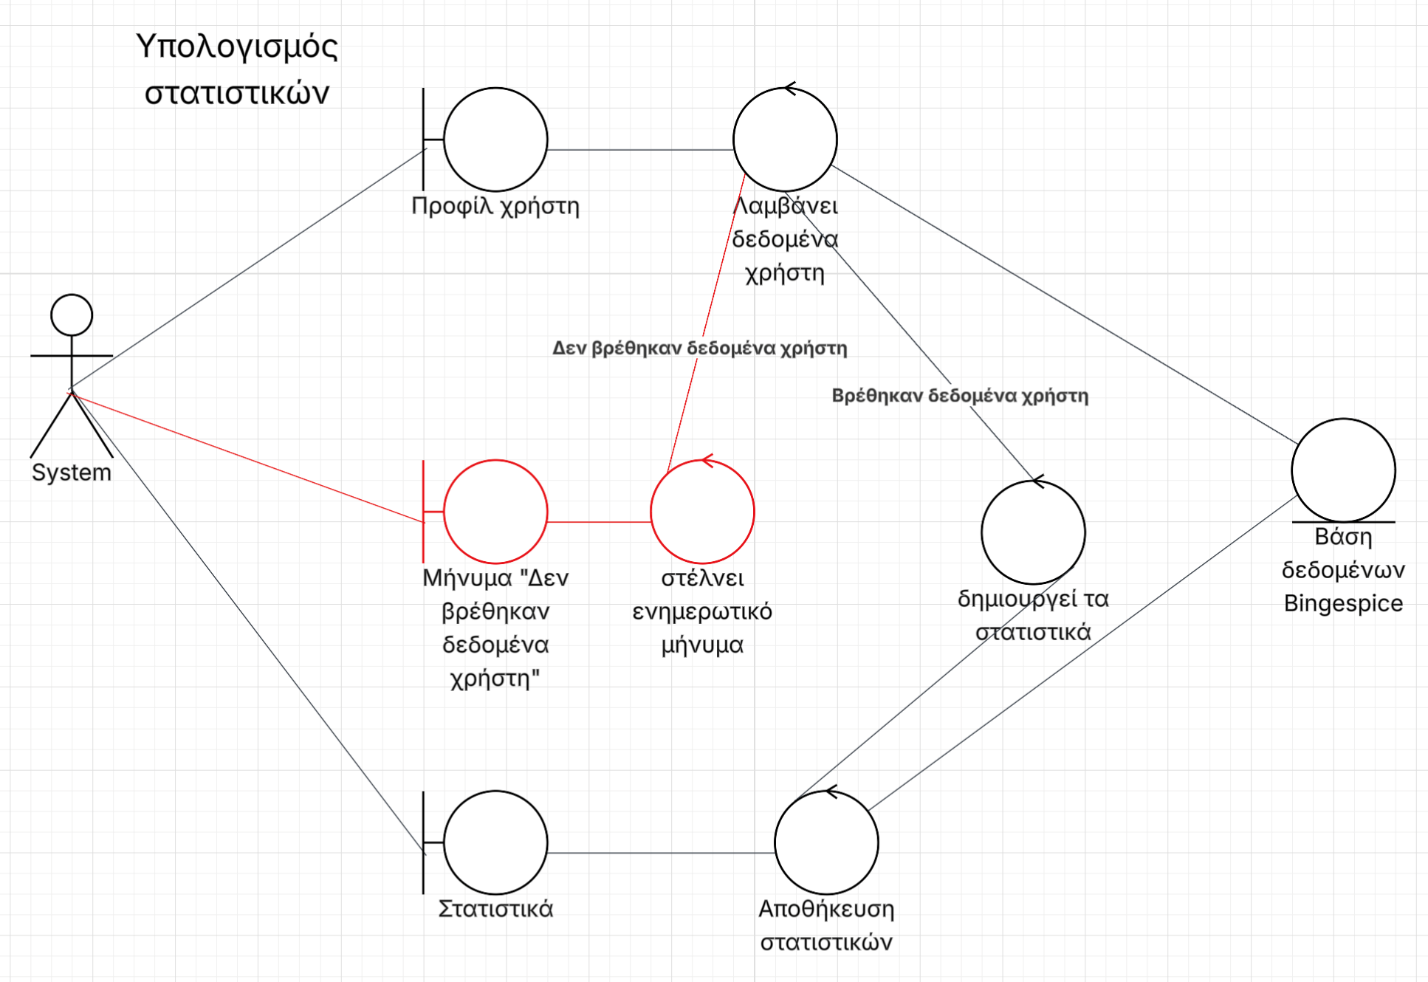 Υπολογισμός
στατιστικών
Προφίλ χρήστη
Λαμβάνει
δεδομένα
χρήστη
Δεν βρέθηκαν δεδομένα χρήστη
Βρέθηκαν δεδομένα χρήστη
System
Μήνυμα "Δεν
βρέθηκαν
δεδομένα
χρήστη"
στέλνει
ενημερωτικό
μήνυμα
δημιουργεί τα
στατιστικά
Βάση
δεδομένων
Bingespice
Στατιστικά
Αποθήκευση
στατιστικών